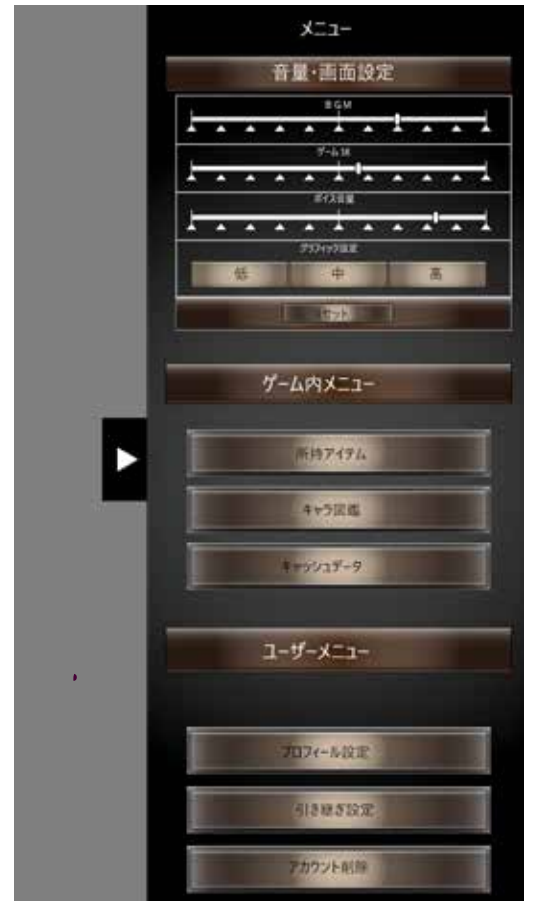 メニュー
音量・画面設定
BGM
ゲームSE
ボイス音量
グラフィック設定
低 中 高
セット
ゲーム内メニュー
所持アイテム
キャラ図鑑
キャッシュデータ
ユーザーメニュー
プロフィール設定
引き継ぎ設定
アカウント削除